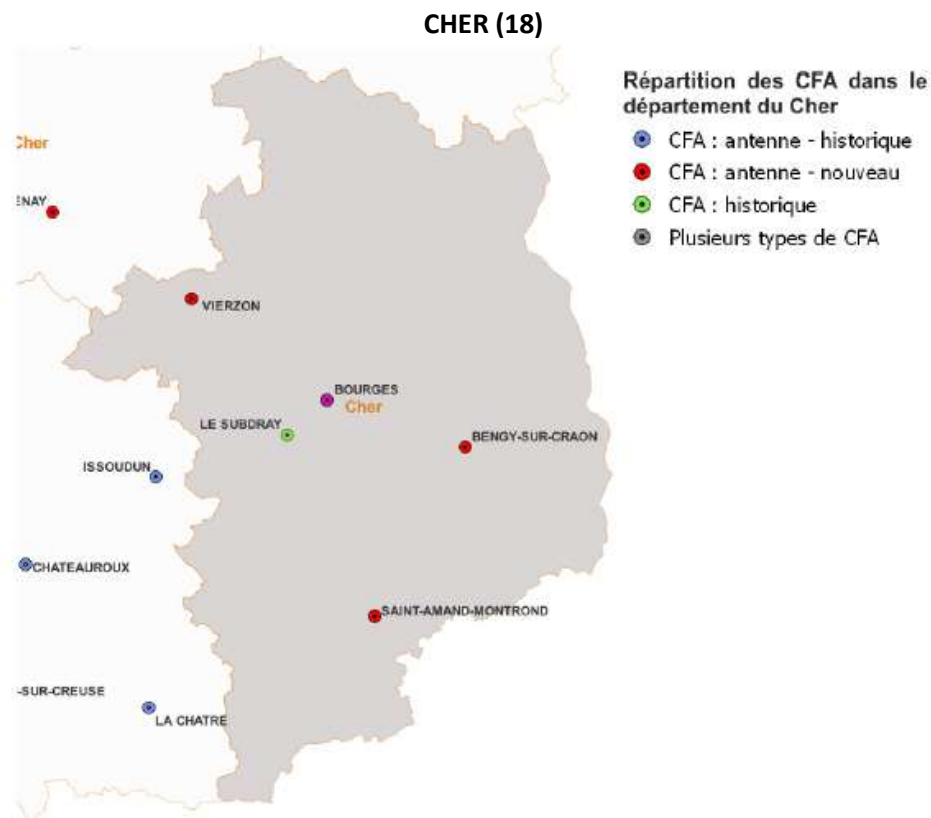 CHER (18)
Répartition des CFA dans le
département du Cher
CFA : antenne - historique
CFA : antenne - nouveau
CFA : historique
Plusieurs types de CFA
Cher
ENAY
VIERZON
BOURGES
Cher
LE SUBDRAY
BENGY-SUR-CRAON
ISSOUDUN
CHATEAUROUX
SAINT-AMAND-MONTROND
-SUR-CREUSE
LA CHATRE